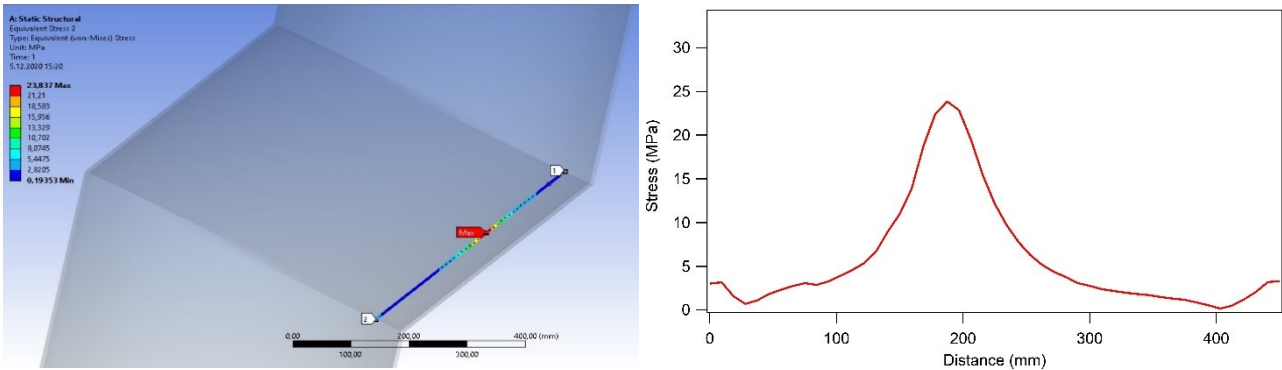 A: Static Structural
Equivalent Stress 2
Type: Equivalent (von-Mises) Stress
Unit: MPa
Time: 1
5.12.2020 15:20
23,837 Max
21,21
18,583
15,956
13,329
10,702
8,0745
5,4475
2,8205
0,19353 Min
1
Max
2
0,00
200,00
400,00 (mm)
100,00
300,00
Stress (MPa)
30
25
20
15
10
5
0
0
100
200
300
400
Distance (mm)